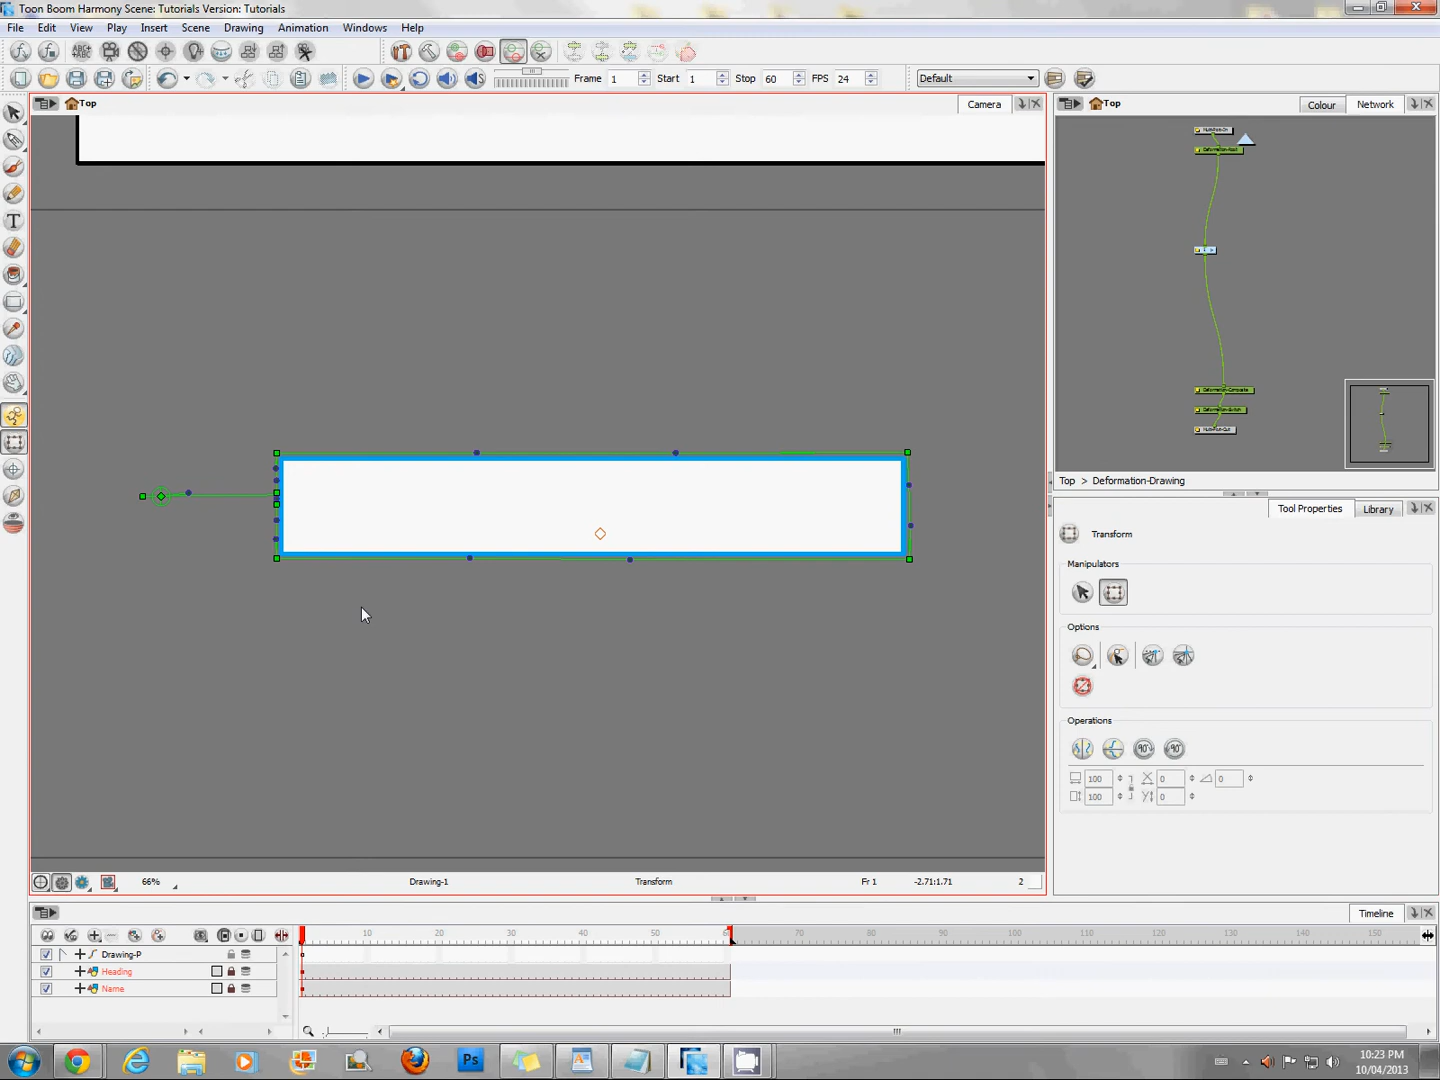 Toon Boom Harmony Scene: Tutorials Version: Tutorials
File Edit View Play Insert Scene Drawing Animation Windows Help
Frame 1 Start 1 Stop 60 FPS 24 Default
Top Camera
Top Colour Network
Top > Deformation-Drawing
Tool Properties Library
Transform
Manipulators
Options
Operations
100 0 0
100 0
66% Drawing-1 Transform Fr 1 -2.71:1.71 2
Timeline
10 20 30 40 50 70 80 90 100 110 120 130 140 150
Drawing-P
Heading
Name
10:23 PM
10/04/2013